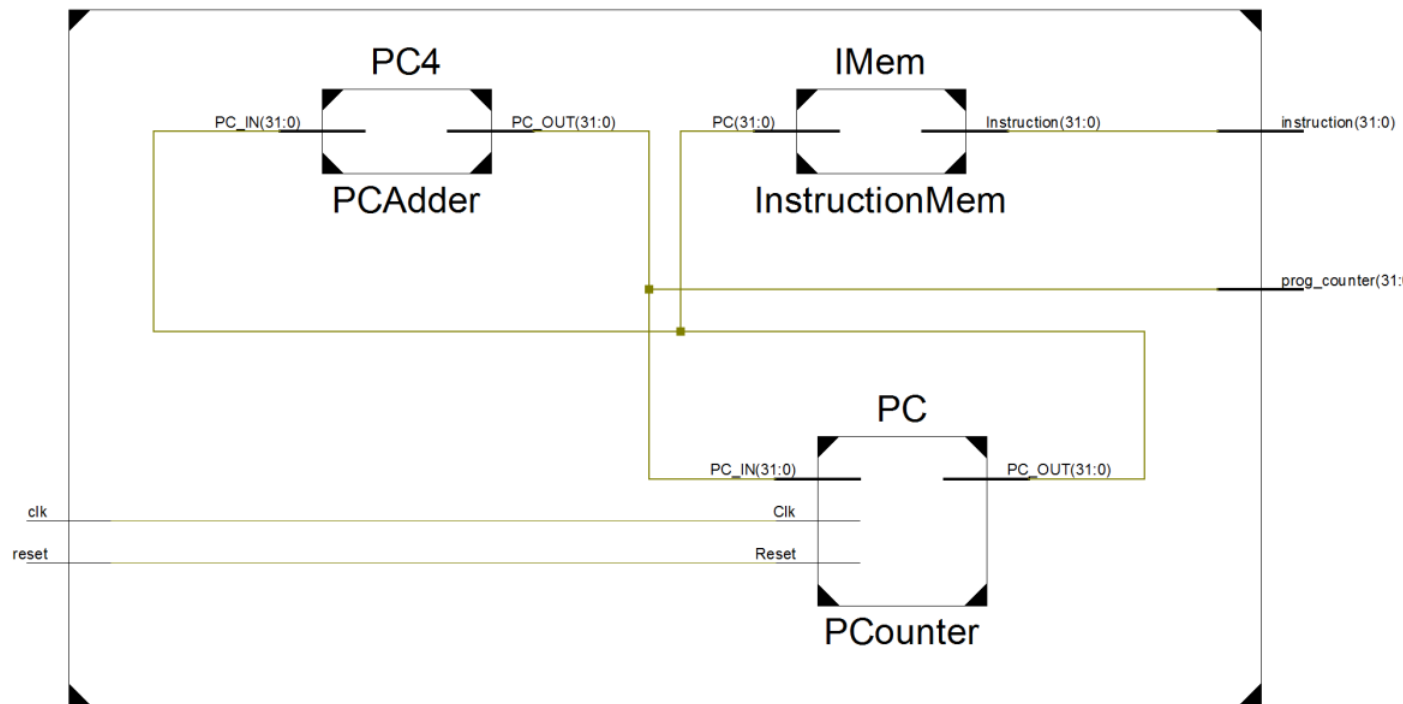 PC4
IMem
PC_IN(31:0)
PC_OUT(31:0)
PC(31:0)
Instruction(31:0)
instruction(31:0)
PCAdder
InstructionMem
prog_counter(31:
PC
PC_IN(31:0)
PC_OUT(31:0)
clk
Clk
reset
Reset
PCounter